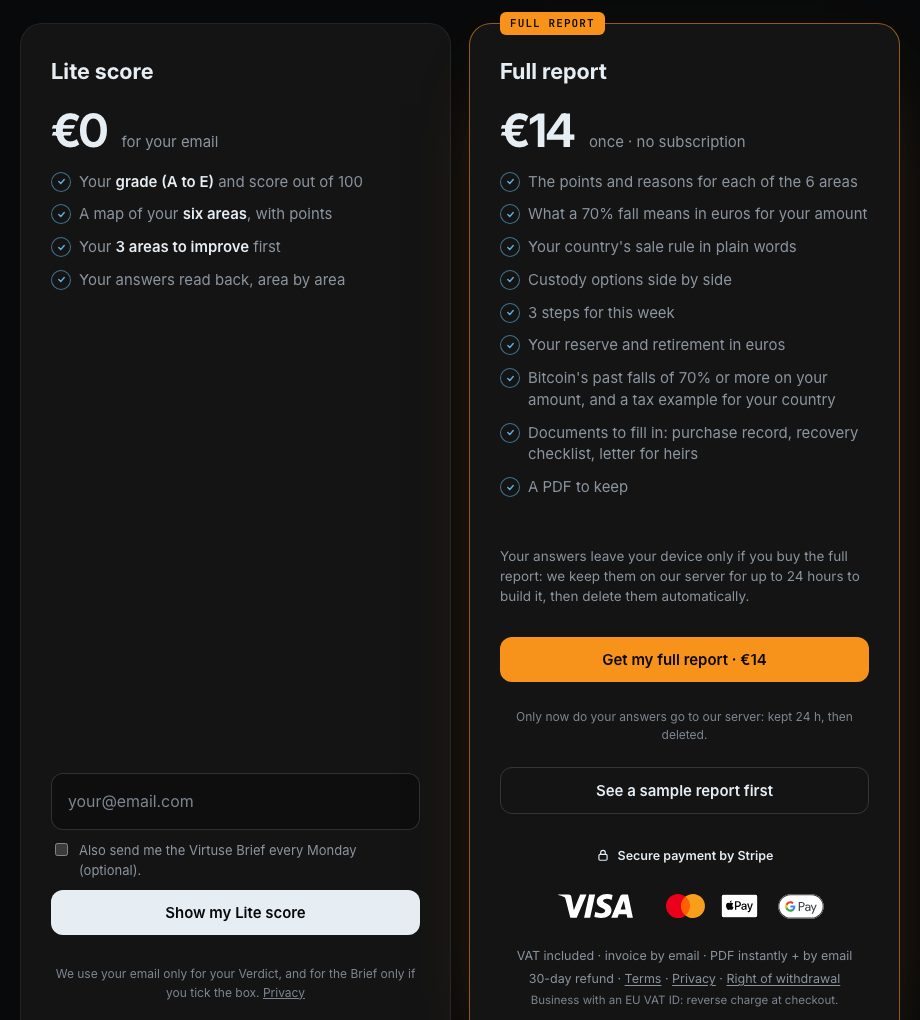 Lite score
€0 for your email
Your grade (A to E) and score out of 100
A map of your six areas, with points
Your 3 areas to improve first
Your answers read back, area by area
your@email.com
Also send me the Virtuse Brief every Monday
(optional).
Show my Lite score
We use your email only for your Verdict, and for the Brief only if
you tick the box. Privacy
FULL REPORT
Full report
€14 once · no subscription
The points and reasons for each of the 6 areas
What a 70% fall means in euros for your amount
Your country's sale rule in plain words
Custody options side by side
3 steps for this week
Your reserve and retirement in euros
Bitcoin's past falls of 70% or more on your
amount, and a tax example for your country
Documents to fill in: purchase record, recovery
checklist, letter for heirs
A PDF to keep
Your answers leave your device only if you buy the full
report: we keep them on our server for up to 24 hours to
build it, then delete them automatically.
Get my full report · €14
Only now do your answers go to our server: kept 24 h, then
deleted.
See a sample report first
Secure payment by Stripe
VISA Pay G Pay
VAT included · invoice by email · PDF instantly + by email
30-day refund · Terms · Privacy · Right of withdrawal
Business with an EU VAT ID: reverse charge at checkout.